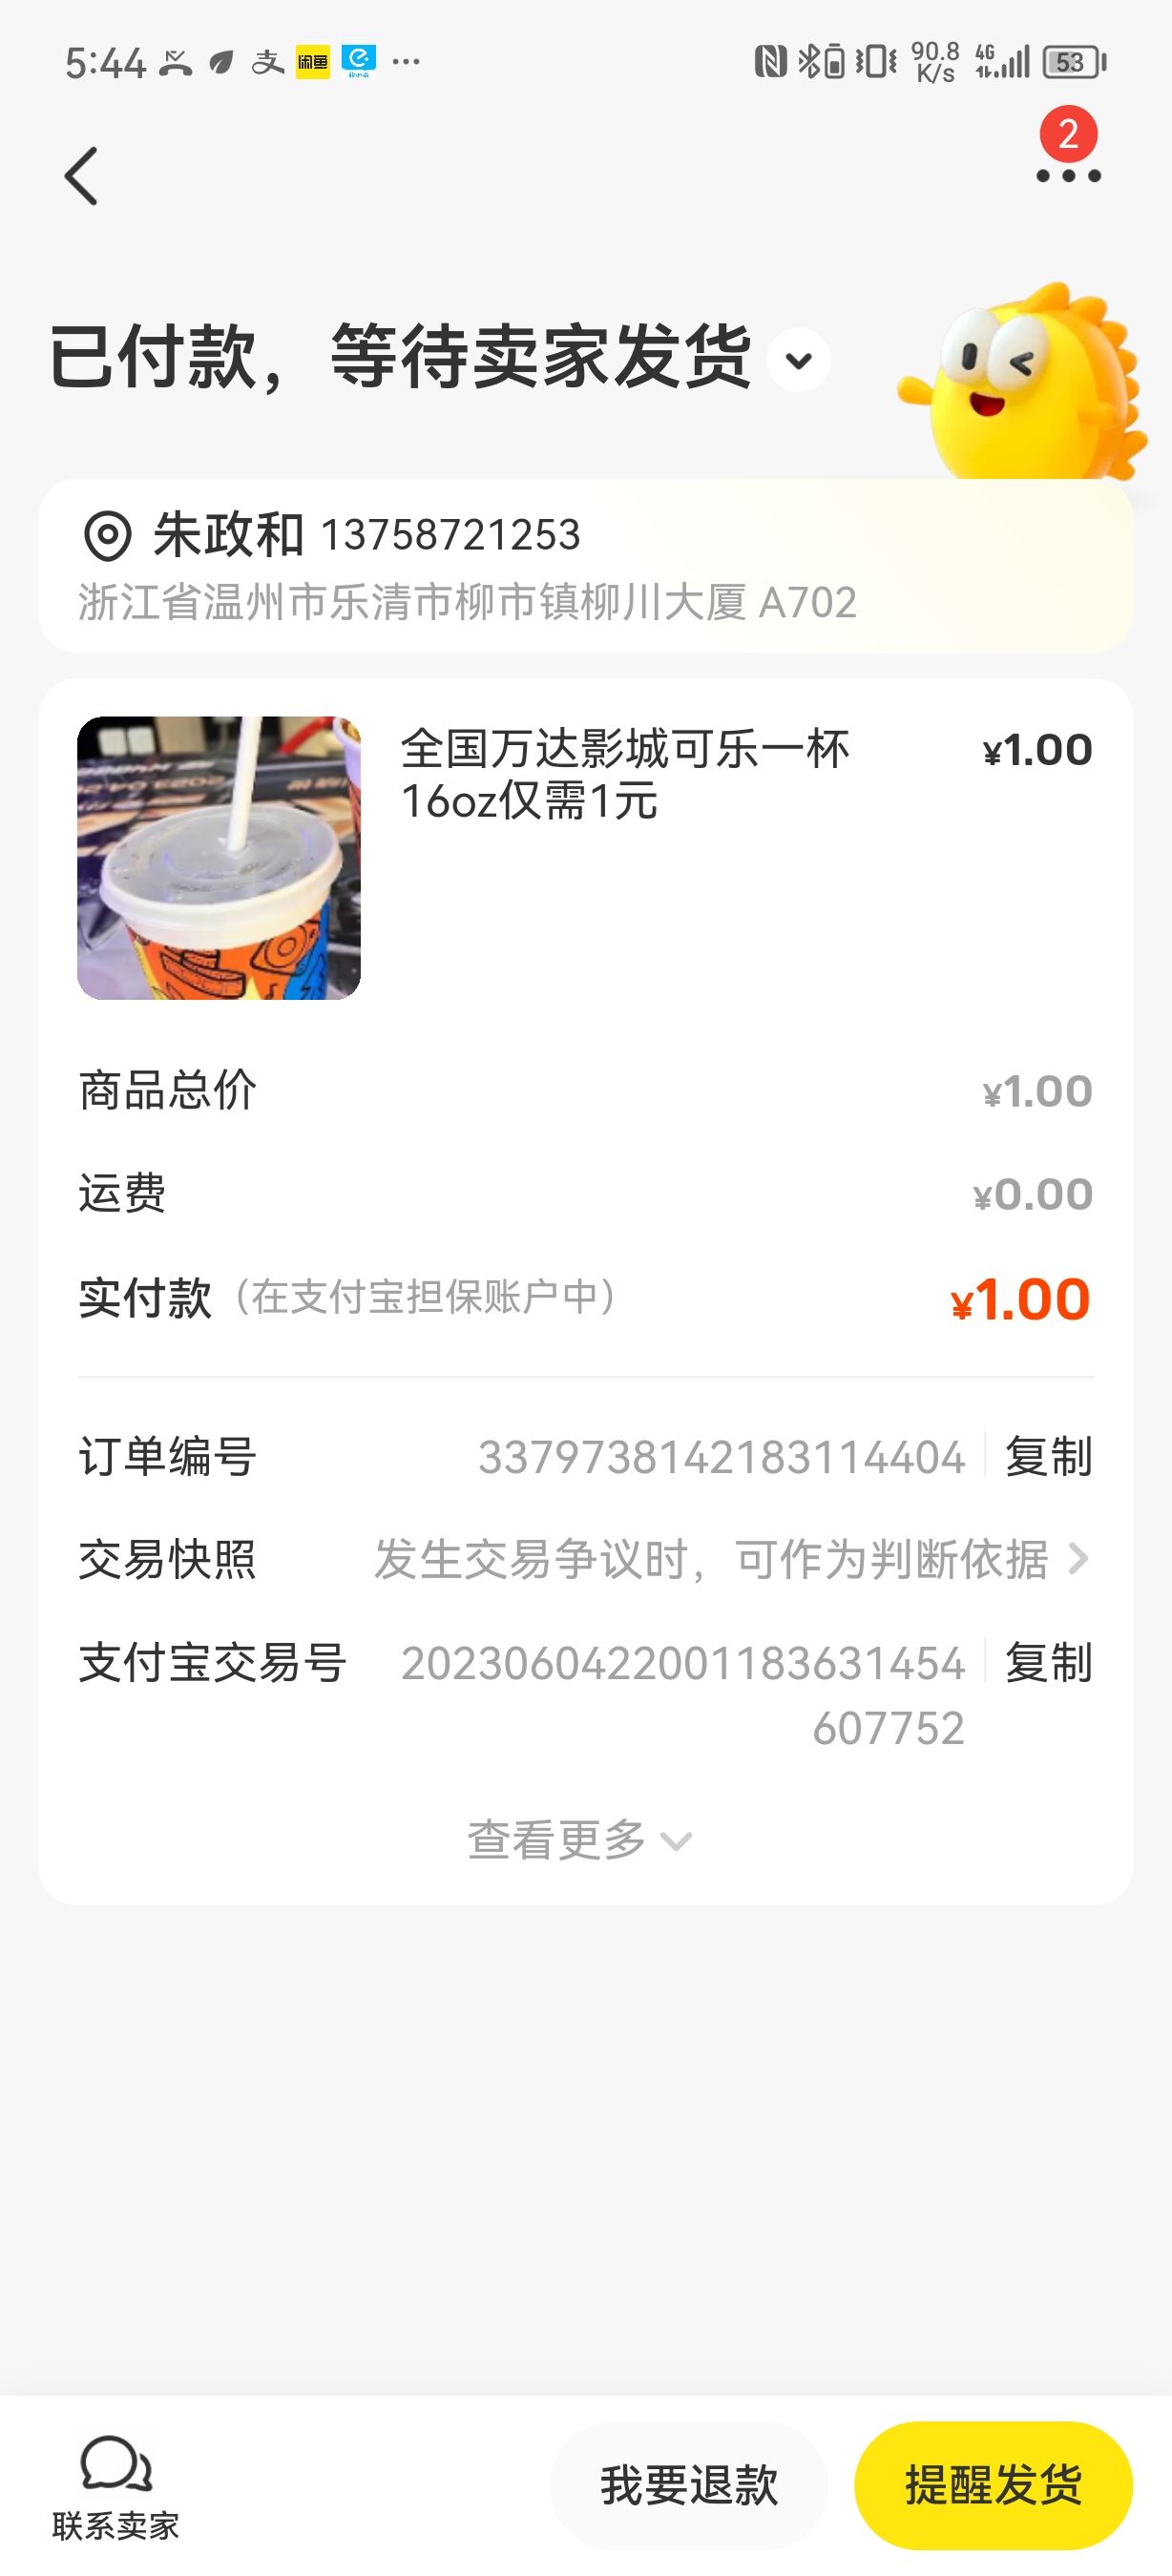 5:44 支 闲鱼 90.8 K/s 4G 53
2
已付款，等待卖家发货
朱政和 13758721253
浙江省温州市乐清市柳市镇柳川大厦 A702
全国万达影城可乐一杯 ¥1.00
16oz仅需1元
商品总价 ¥1.00
运费 ¥0.00
实付款（在支付宝担保账户中） ¥1.00
订单编号 3379738142183114404 复制
交易快照 发生交易争议时，可作为判断依据
支付宝交易号 2023060422001183631454 复制
607752
查看更多
联系卖家 我要退款 提醒发货